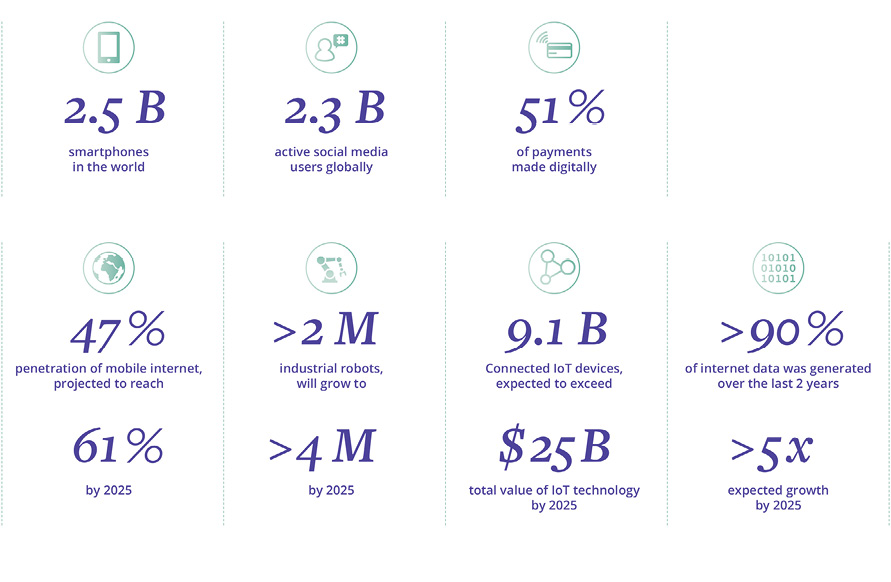 2.5 B
smartphones
in the world
2.3 B
active social media
users globally
51%
of payments
made digitally
47%
penetration of mobile internet,
projected to reach
61%
by 2025
>2 M
industrial robots,
will grow to
>4 M
by 2025
9.1 B
Connected IoT devices,
expected to exceed
$25B
total value of IoT technology
by 2025
10101
01010
10101
>90%
of internet data was generated
over the last 2 years
>5x
expected growth
by 2025